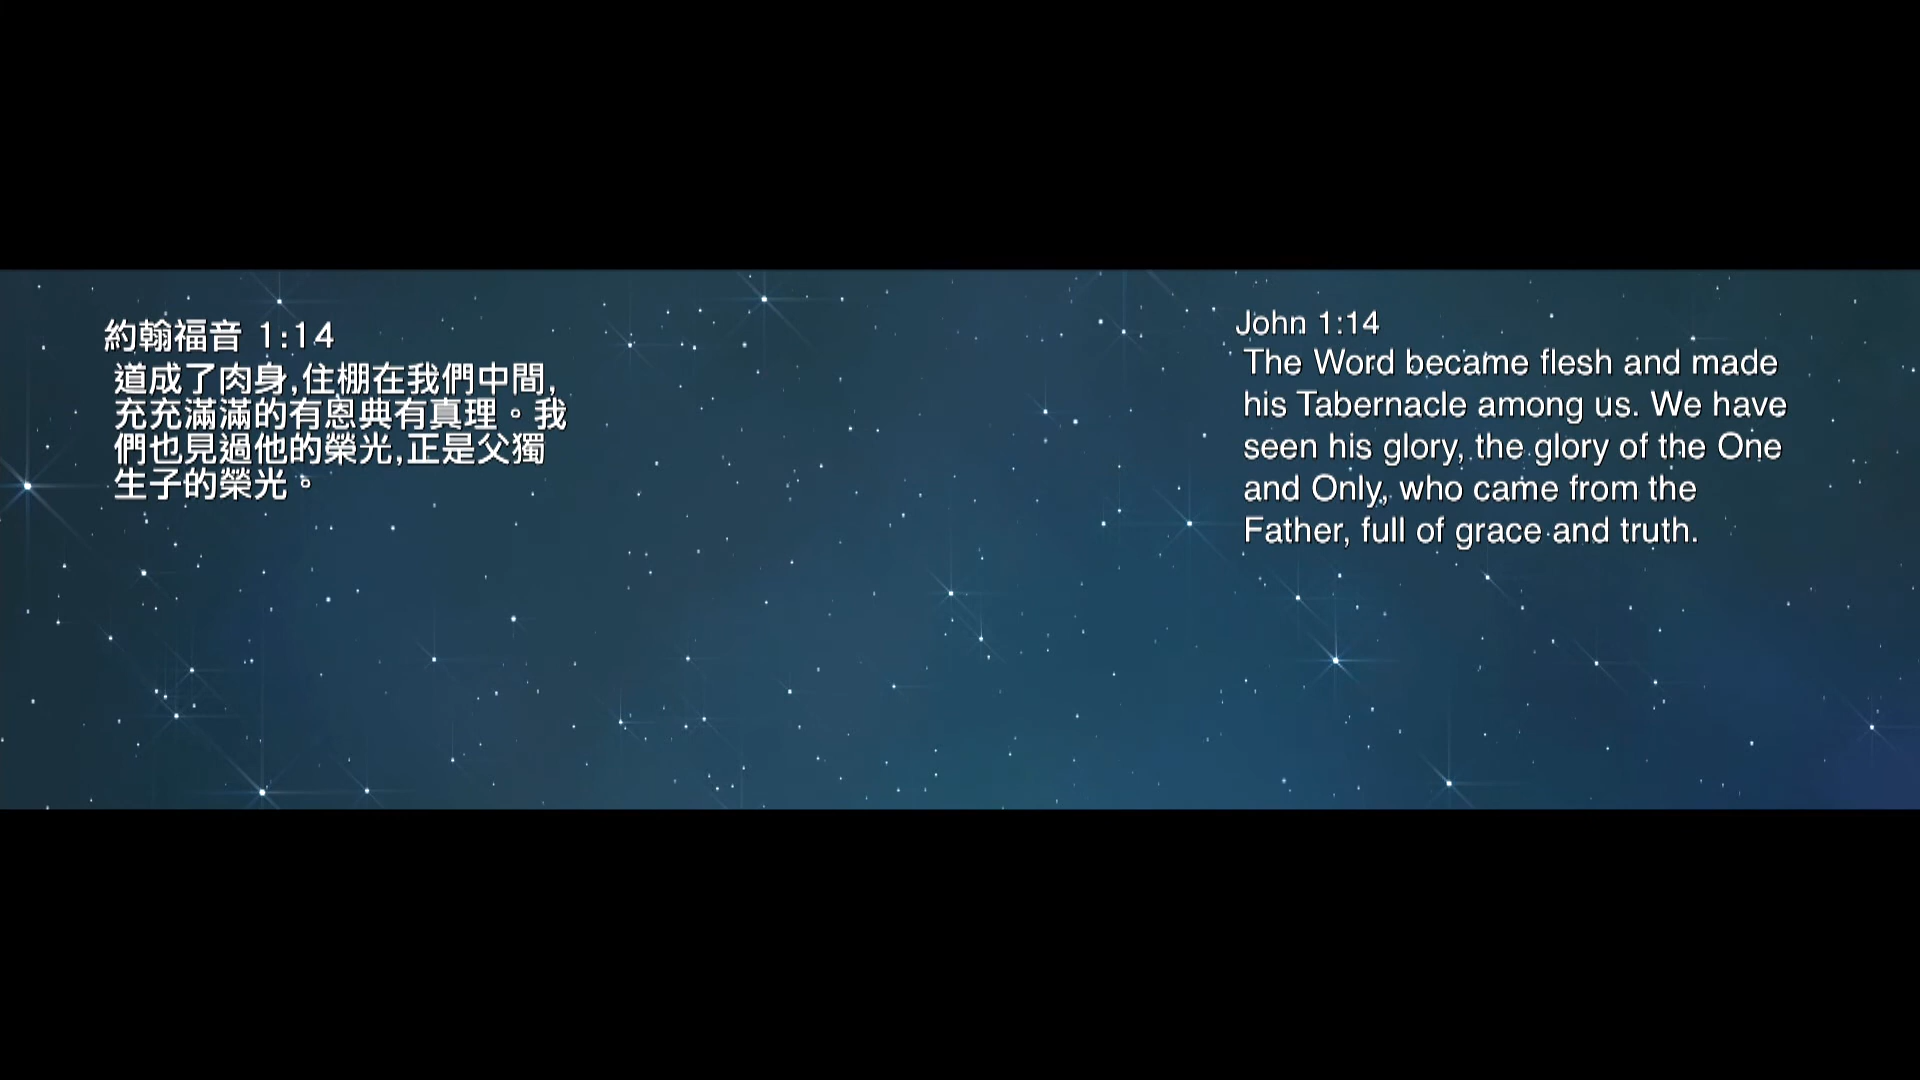 約翰福音 1:14
道成了肉身,住棚在我們中間,
充充滿滿的有恩典有真理。我
們也見過他的榮光,正是父獨
生子的榮光。
John 1:14
The Word became flesh and made
his Tabernacle among us. We have
seen his glory, the glory of the One
and Only, who came from the
Father, full of grace and truth.